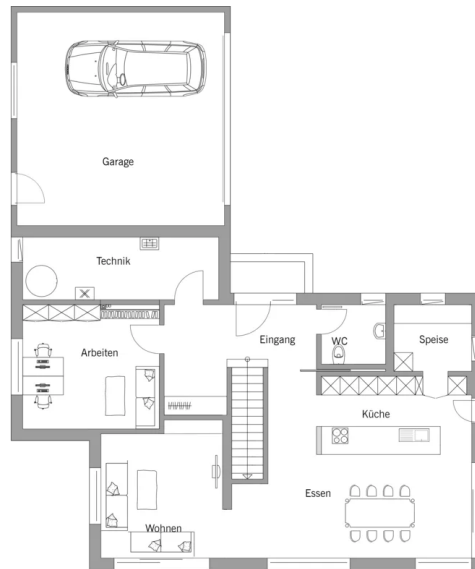 Garage
Technik
Arbeiten
Eingang
WC
Speise
Küche
Essen
Wohnen